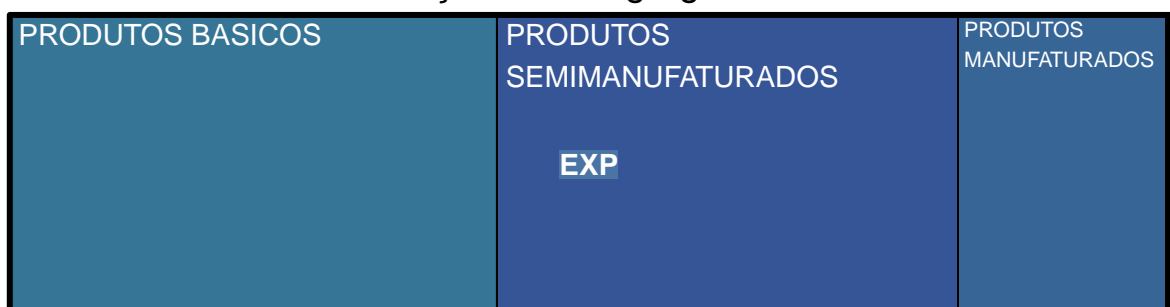 PRODUTOS BASICOS
PRODUTOS
SEMIMANUFATURADOS
EXP
PRODUTOS
MANUFATURADOS